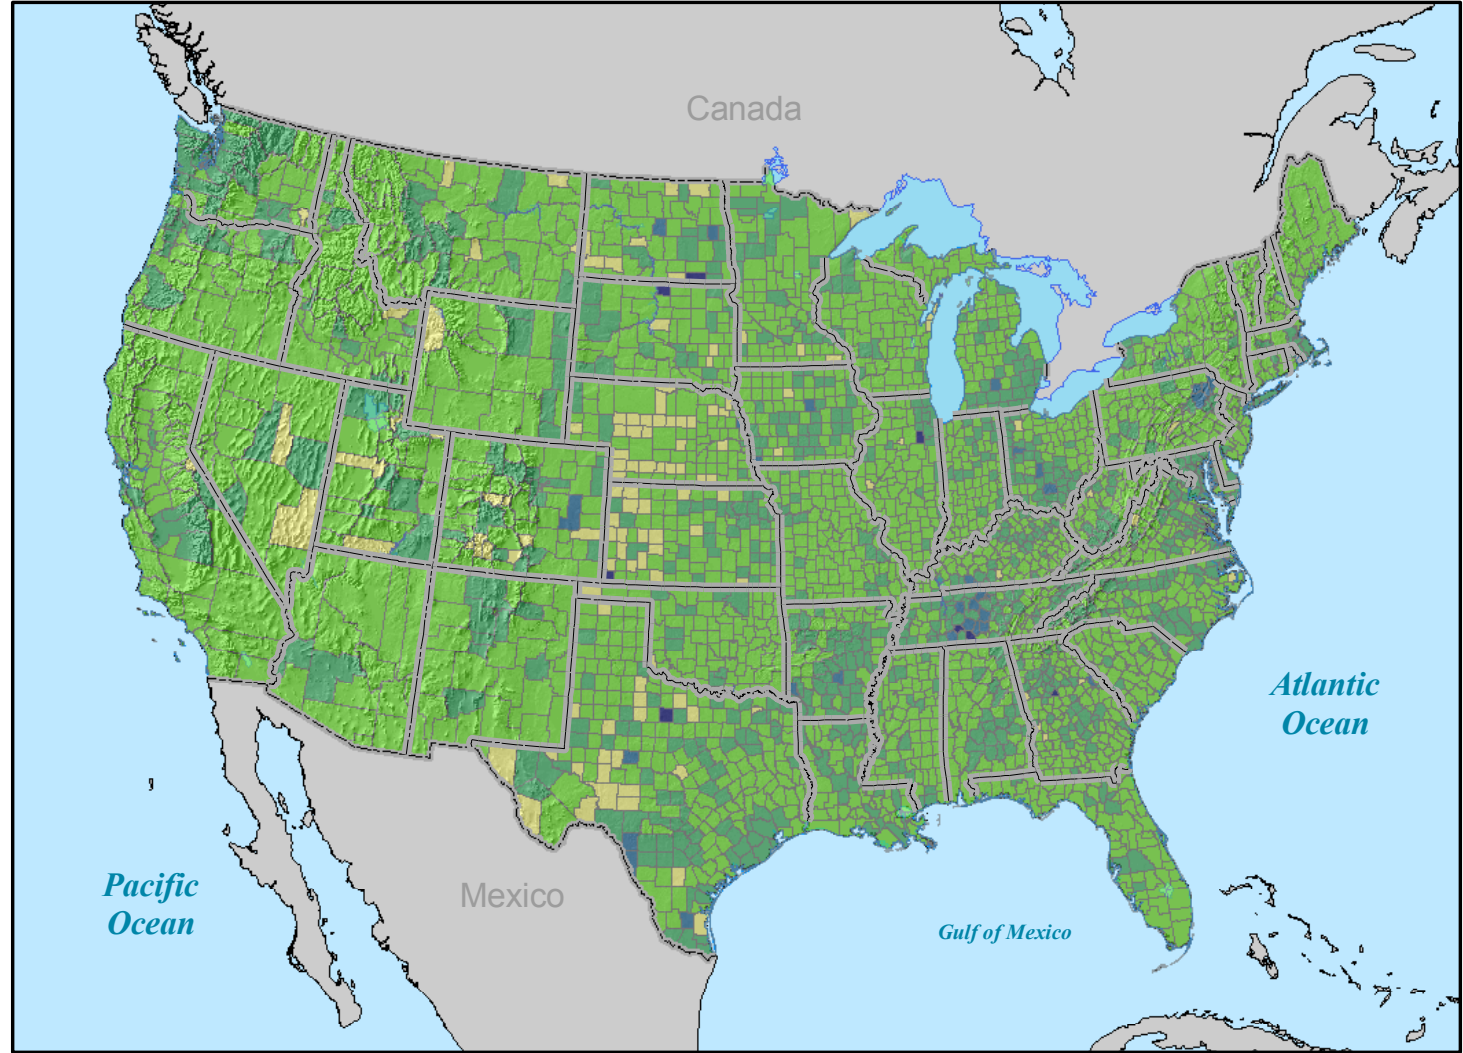 Canada
Atlantic
Ocean
Pacific
Ocean
Mexico
Gulf of Mexico